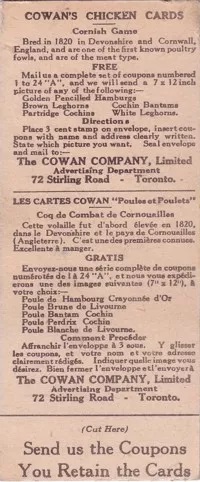 COWAN'S CHICKEN CARDS
Cornish Game
Bred in 1820 in Devonshire and Cornwall,
England, and are one of the first known poultry
fowls, and are of the meat type.
FREE
Mail us a complete set of coupons numbered
1 to 24 "A", and we will send a 7 x 12 inch
picture of any of the following:—
Golden Pencilled Hamburgs
Brown Leghorns Cochin Bantams
Partridge Cochins White Leghorns.
Directions
Place 3 cent stamp on envelope, insert cou-
pons with name and address clearly written.
State which picture you want. Seal envelope
and mail to:—
The COWAN COMPANY, Limited
Advertising Department
72 Stirling Road - Toronto.
LES CARTES COWAN "Poules et Poulets"
Coq de Combat de Cornouilles
Cette volaille fut d'abord élevée en 1820,
dans le Devonshire et le pays de Cornouilles
(Angleterre). C'est une des premières connues.
Excellente à manger.
GRATIS
Envoyez-nous une série complète de coupons
numérotés de 1 à 24 "A", et nous vous expédie-
rons une des images suivantes (7" x 12"), à
votre choix:—
Poule de Hambourg Crayonnée d'Or
Poule Brune de Livourne
Poule Bantam Cochin
Poule Perdrix Cochin
Poule Blanche de Livourne.
Comment Procéder
Affranchir l'enveloppe à 3 sous. Y glisser
les coupons, et votre nom et votre adresse
clairement rédigés. Indiquer quelle image vous
désirez. Bien fermer l'enveloppe et l'envoyer à
The COWAN COMPANY, Limited
Advertising Department
72 Stirling Road - Toronto.
(Cut Here)
Send us the Coupons
You Retain the Cards